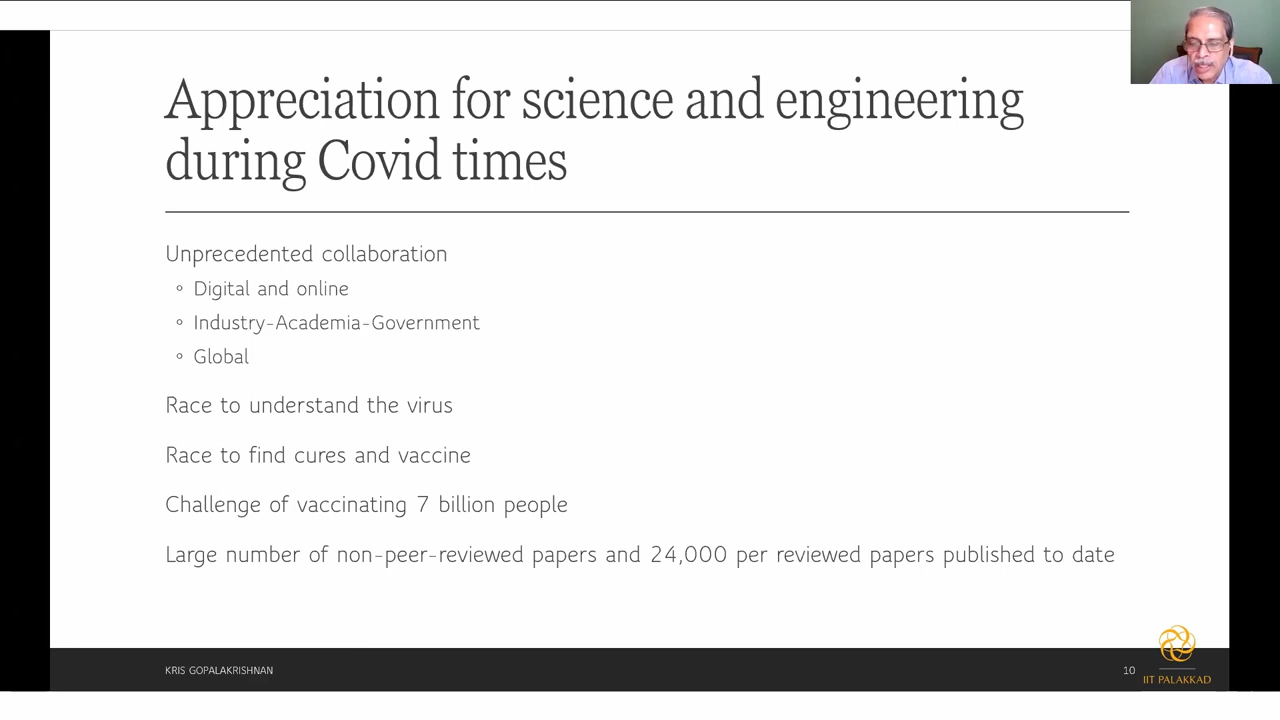 Appreciation for science and engineering
during Covid times
Unprecedented collaboration
◦ Digital and online
◦ Industry-Academia-Government
◦ Global
Race to understand the virus
Race to find cures and vaccine
Challenge of vaccinating 7 billion people
Large number of non-peer-reviewed papers and 24,000 per reviewed papers published to date
KRIS GOPALAKRISHNAN
10
IIT PALAKKAD